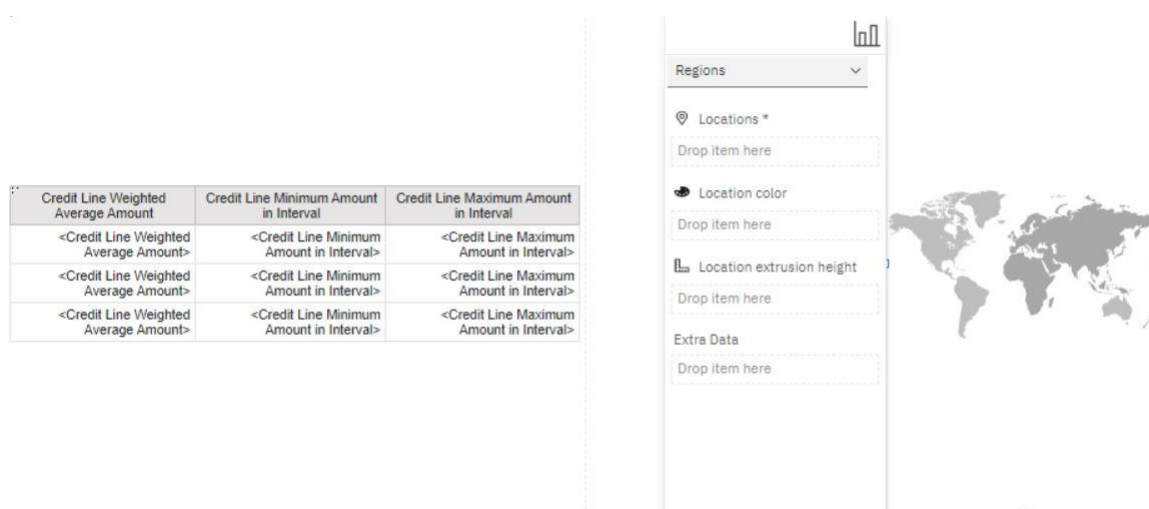 Regions
Locations *
Drop item here
Location color
Drop item here
Location extrusion height
Drop item here
Extra Data
Drop item here
Credit Line Weighted
Average Amount
Credit Line Minimum Amount
in Interval
Credit Line Maximum Amount
in Interval
<Credit Line Weighted
Average Amount>
<Credit Line Minimum
Amount in Interval>
<Credit Line Maximum
Amount in Interval>
<Credit Line Weighted
Average Amount>
<Credit Line Minimum
Amount in Interval>
<Credit Line Maximum
Amount in Interval>
<Credit Line Weighted
Average Amount>
<Credit Line Minimum
Amount in Interval>
<Credit Line Maximum
Amount in Interval>